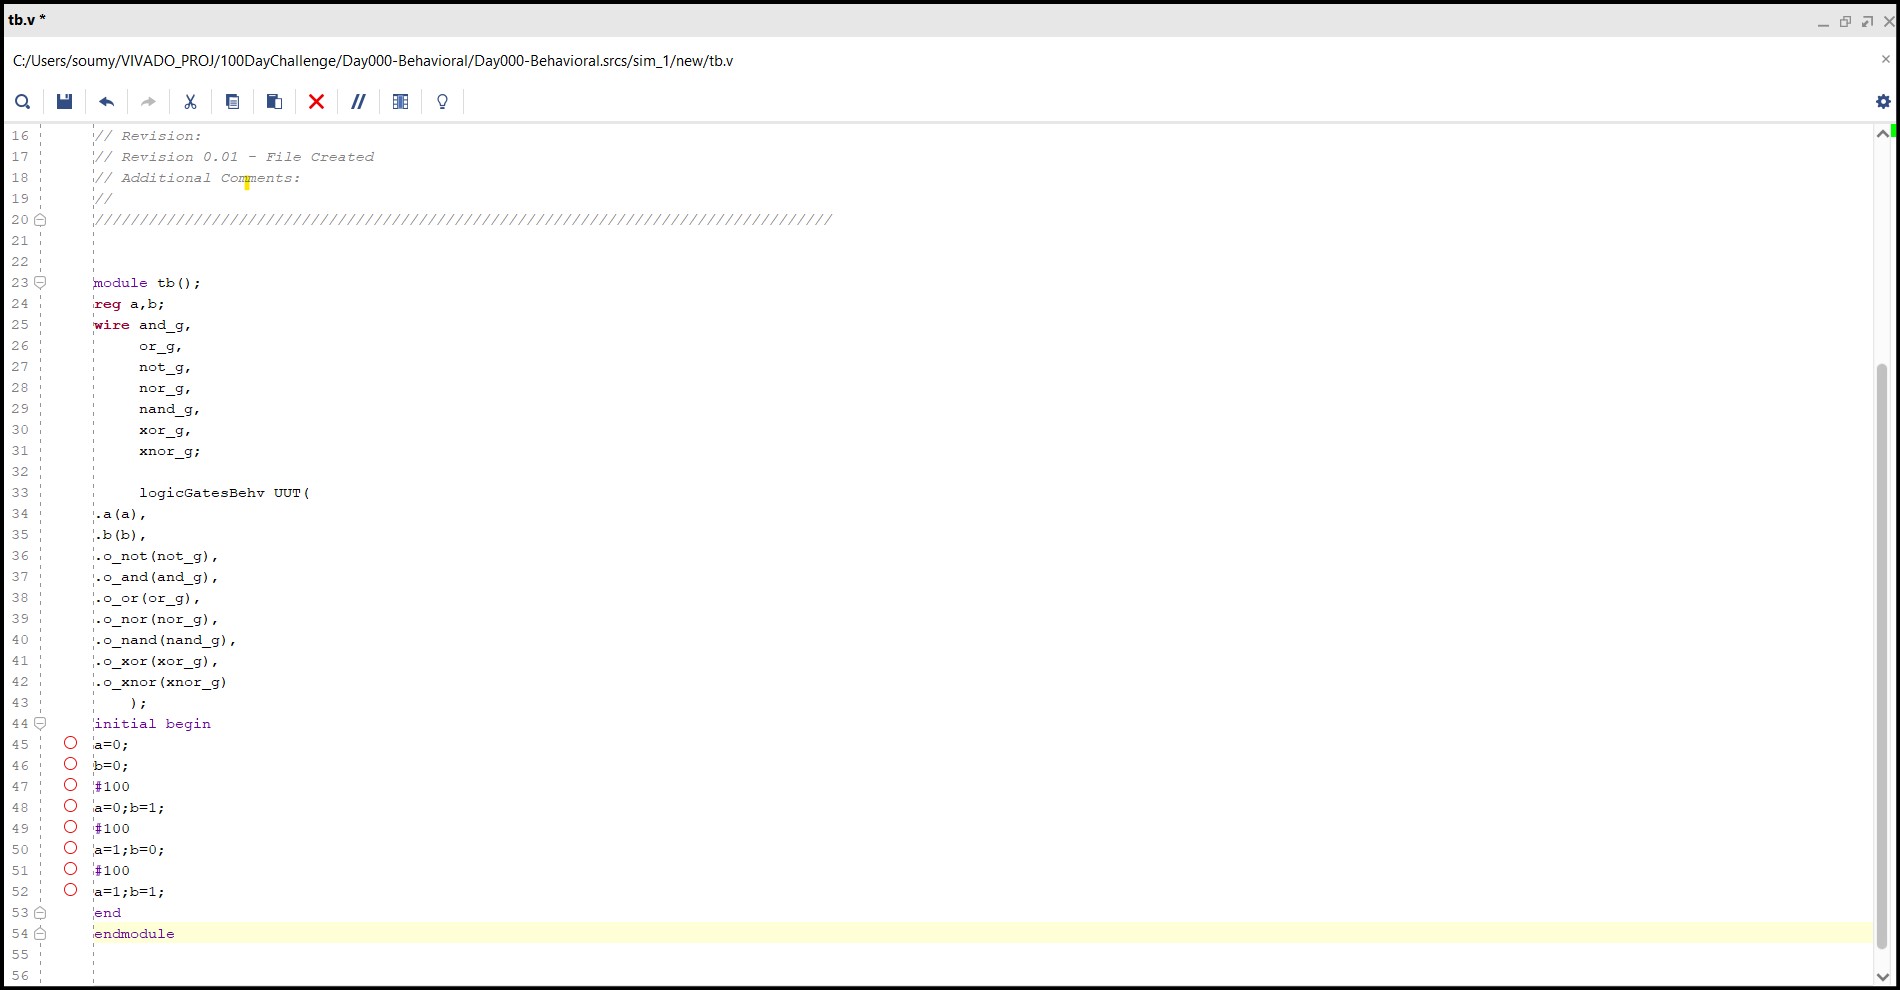 tb.v *
C:/Users/soumy/VIVADO_PROJ/100DayChallenge/Day000-Behavioral/Day000-Behavioral.srcs/sim_1/new/tb.v
16 // Revision:
17 // Revision 0.01 - File Created
18 // Additional Comments:
19 //
20 //////////////////////////////////////////////////////////////////////////////////
21
22
23 module tb();
24 reg a,b;
25 wire and_g,
26      or_g,
27      not_g,
28      nor_g,
29      nand_g,
30      xor_g,
31      xnor_g;
32
33      logicGatesBehv UUT(
34 .a(a),
35 .b(b),
36 .o_not(not_g),
37 .o_and(and_g),
38 .o_or(or_g),
39 .o_nor(nor_g),
40 .o_nand(nand_g),
41 .o_xor(xor_g),
42 .o_xnor(xnor_g)
43     );
44 initial begin
45 a=0;
46 b=0;
47 #100
48 a=0;b=1;
49 #100
50 a=1;b=0;
51 #100
52 a=1;b=1;
53 end
54 endmodule
55
56